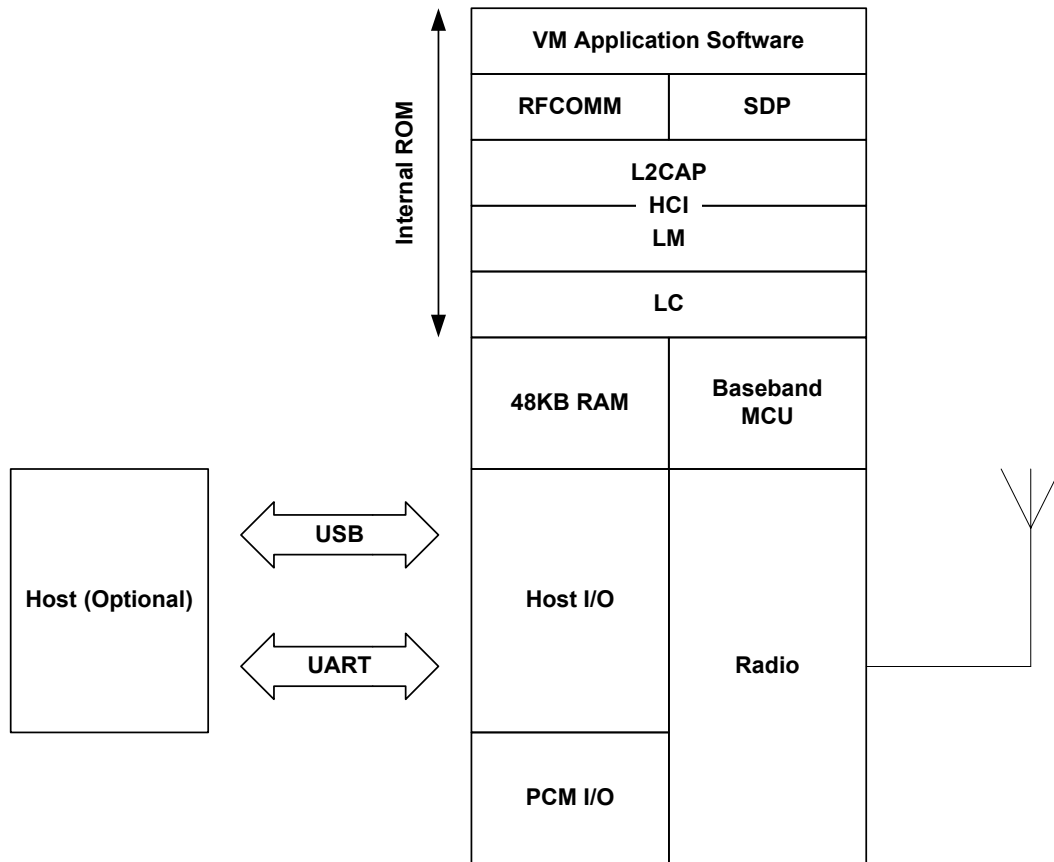 VM Application Software
RFCOMM
SDP
Internal ROM
L2CAP
HCI
LM
LC
48KB RAM
Baseband
MCU
USB
Host (Optional)
Host I/O
UART
Radio
PCM I/O